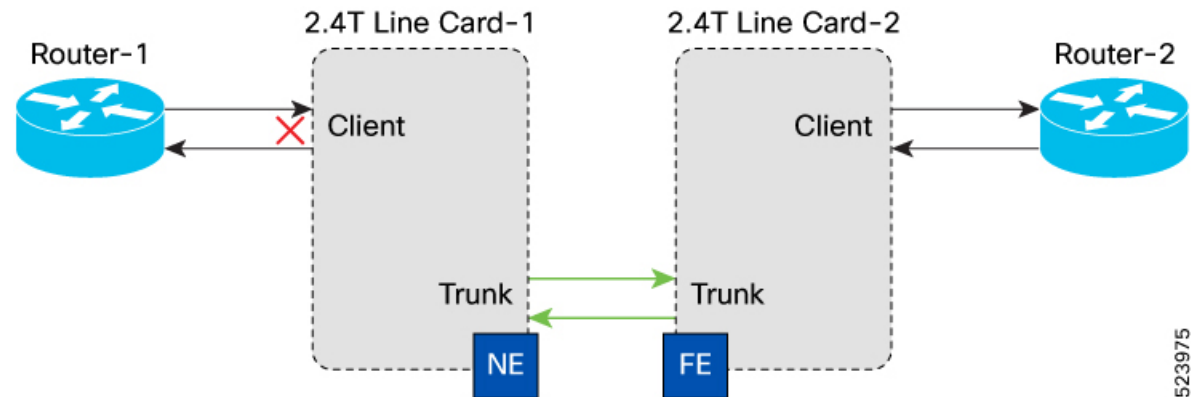 2.4T Line Card-1
2.4T Line Card-2
Router-1
Router-2
Client
Client
Trunk
Trunk
NE
FE
523975